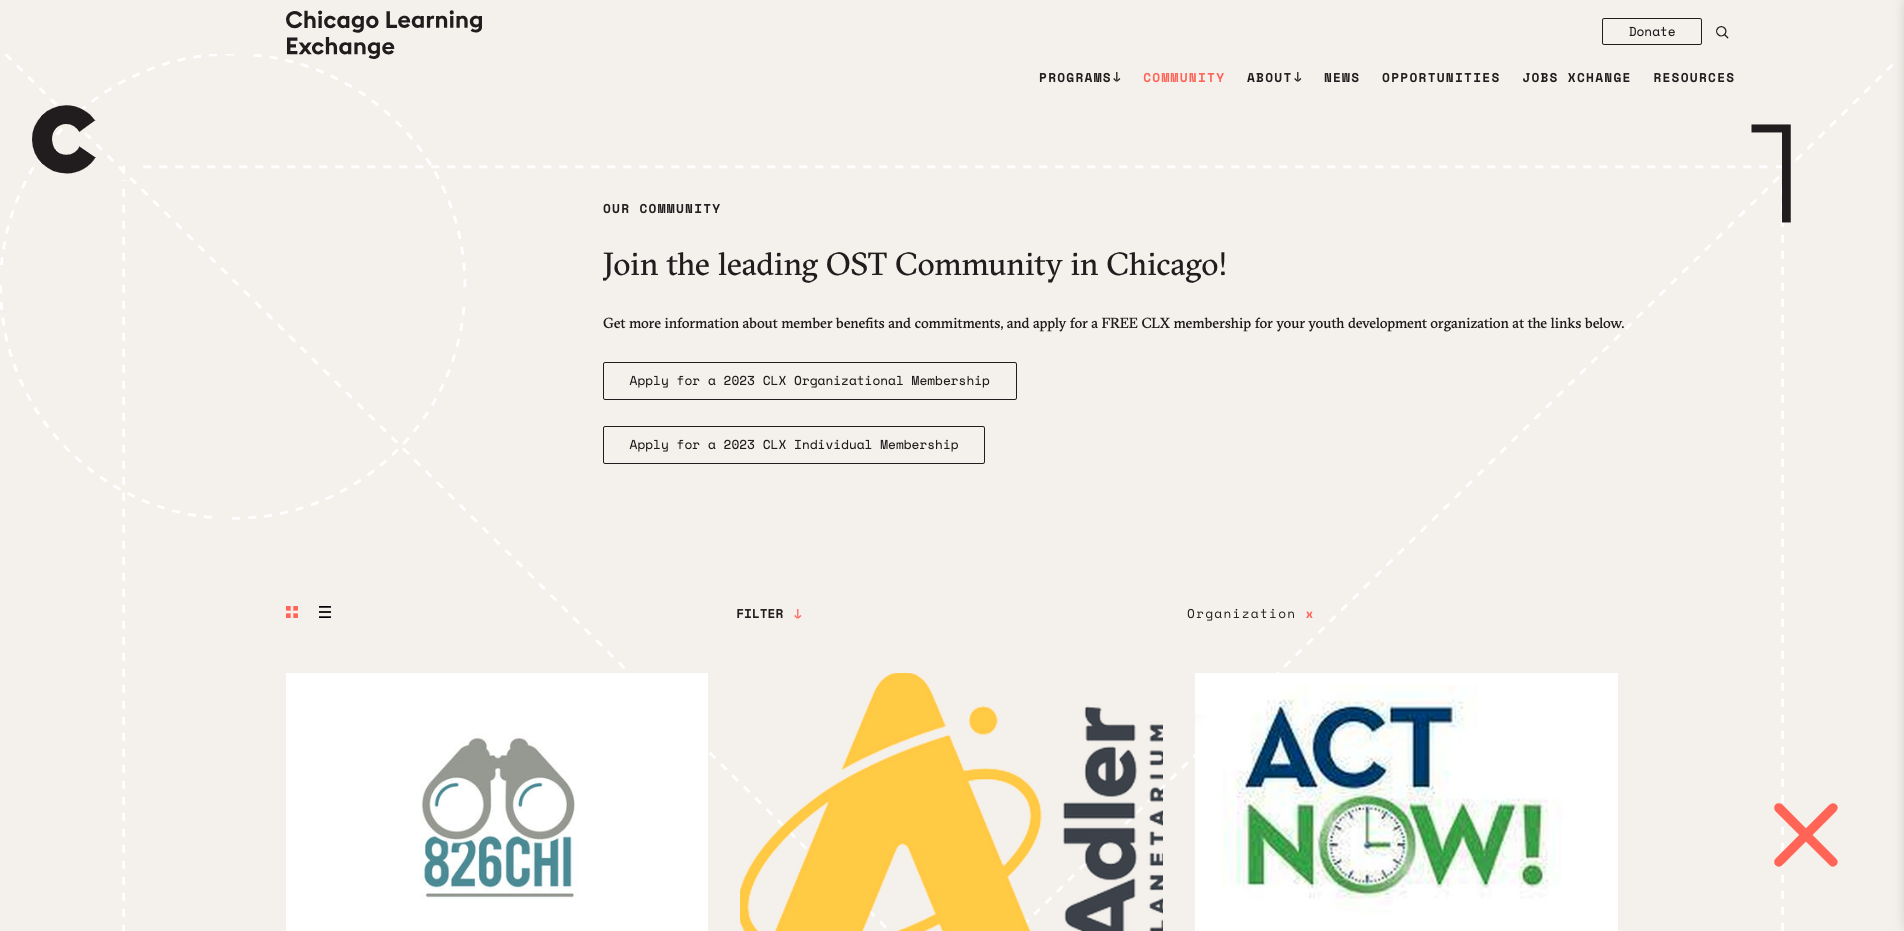 Chicago Learning
Exchange
Donate
PROGRAMS↓ COMMUNITY ABOUT↓ NEWS OPPORTUNITIES JOBS XCHANGE RESOURCES
C
OUR COMMUNITY
Join the leading OST Community in Chicago!
Get more information about member benefits and commitments, and apply for a FREE CLX membership for your youth development organization at the links below.
Apply for a 2023 CLX Organizational Membership
Apply for a 2023 CLX Individual Membership
FILTER ↓
Organization x
826CHI
Adler
LANETARIUM
ACT
NOW!